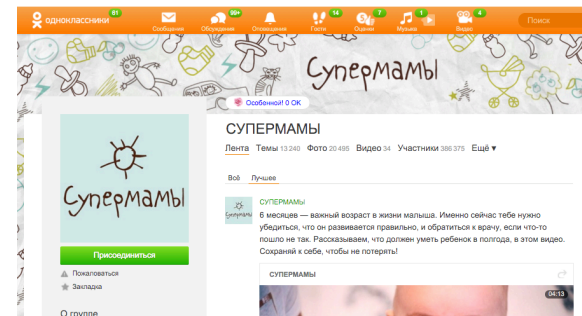 одноклассники
81
Сообщения
99+
Обсуждения
Оповещения
14
Гости
7
Оценки
1
Музыка
4
Видео
Поиск
Супермамы
Особенной! 0 ОК
СУПЕРМАМЫ
Лента Темы 13 240 Фото 20 495 Видео 34 Участники 386 375 Ещё ▾
Всё Лучшее
Супермамы
Присоединиться
Пожаловаться
Закладка
О группе
Супермамы
СУПЕРМАМЫ
6 месяцев — важный возраст в жизни малыша. Именно сейчас тебе нужно
убедиться, что он развивается правильно, и обратиться к врачу, если что-то
пошло не так. Рассказываем, что должен уметь ребенок в полгода, в этом видео.
Сохраняй к себе, чтобы не потерять!
СУПЕРМАМЫ
04:13